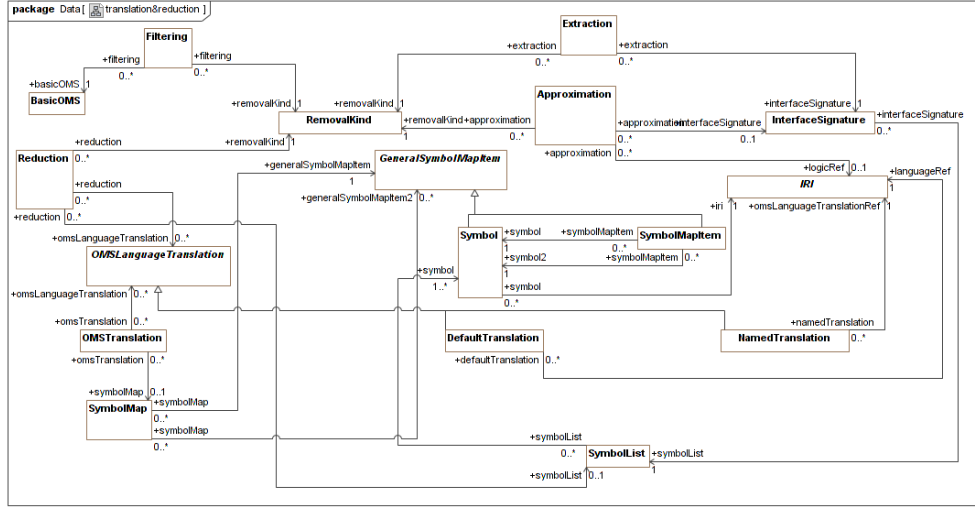 package Data[ translation&reduction ]
Filtering
+filtering
0..*
+filtering
0..*
+basicOMS
1
BasicOMS
Extraction
+extraction
0..*
+extraction
0..*
+removalKind
1
+removalKind
1
RemovalKind
1
+removalKind
+approximation
0..*
Approximation
+approximation
0..*
+interfaceSignature
0..1
+interfaceSignature
1
InterfaceSignature
+interfaceSignature
0..*
+removalKind
1
Reduction
+reduction
0..*
+reduction
0..*
+reduction
0..*
+approximation
0..*
+logicRef
0..1
+languageRef
1
IRI
+generalSymbolMapItem
1
GeneralSymbolMapItem
+generalSymbolMapItem2
0..*
+iri
1
+omsLanguageTranslationRef
1
+omsLanguageTranslation
0..*
OMSLanguageTranslation
Symbol
+symbol
1
+symbolMapItem
0..*
SymbolMapItem
+symbol2
1
+symbolMapItem
0..*
+symbol
1..*
+symbol
0..*
+omsLanguageTranslation
0..*
+omsTranslation
0..*
OMSTranslation
+omsTranslation
0..*
DefaultTranslation
+defaultTranslation
0..*
NamedTranslation
+namedTranslation
0..*
+symbolMap
0..1
SymbolMap
+symbolMap
0..*
+symbolMap
0..*
+symbolList
0..*
SymbolList
+symbolList
1
+symbolList
0..1